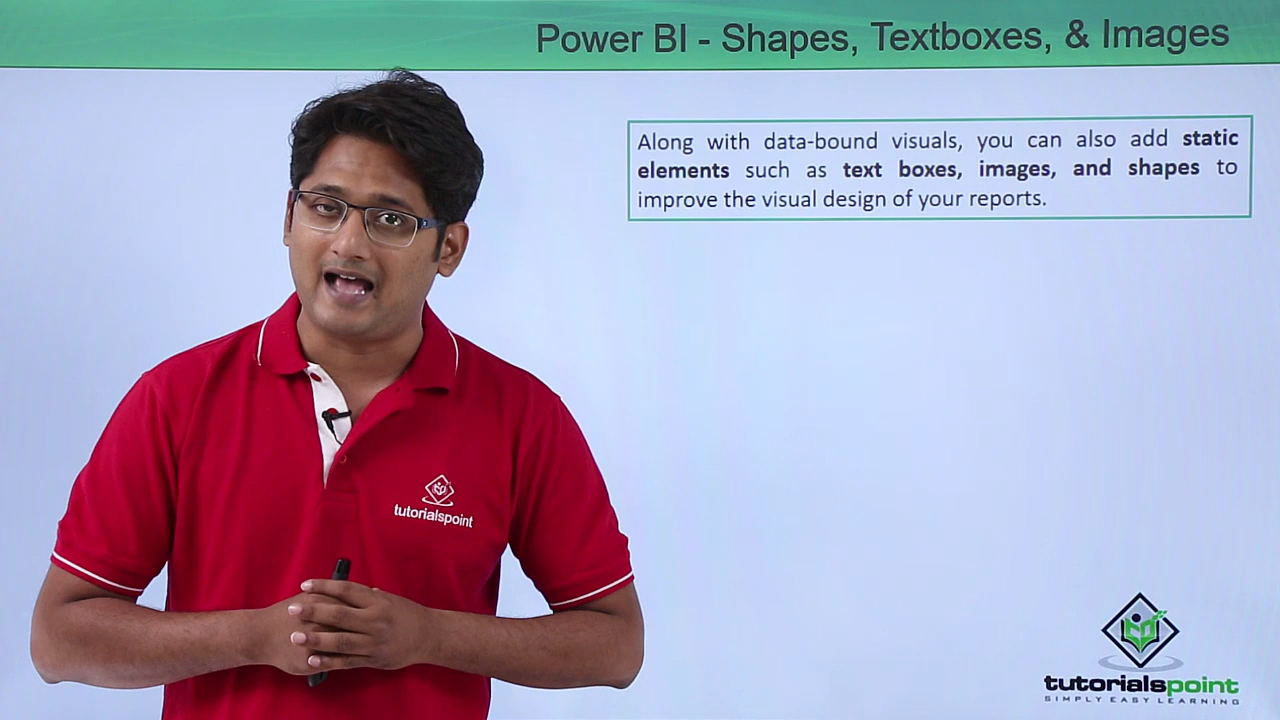 Power BI - Shapes, Textboxes, & Images
Along with data-bound visuals, you can also add static
elements such as text boxes, images, and shapes to
improve the visual design of your reports.
tutorialspoint
tutorialspoint
SIMPLY EASY LEARNING